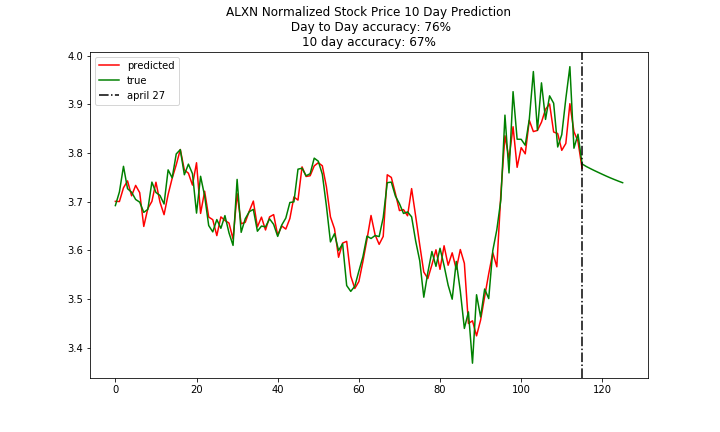 ALXN Normalized Stock Price 10 Day Prediction
Day to Day accuracy: 76%
10 day accuracy: 67%
predicted
true
april 27
4.0
3.9
3.8
3.7
3.6
3.5
3.4
0 20 40 60 80 100 120